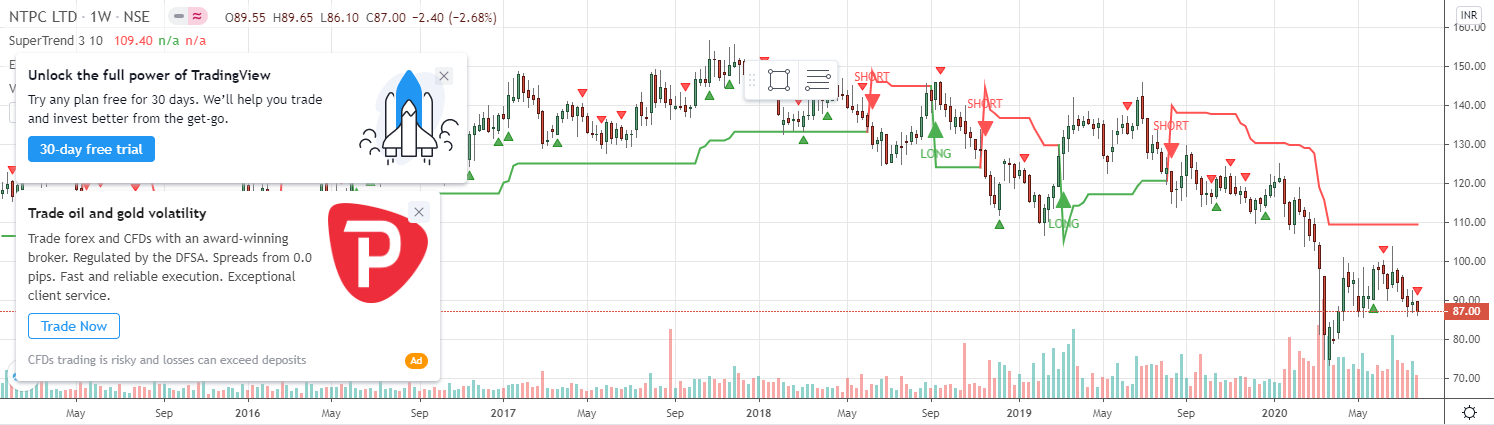 NTPC LTD · 1W · NSE O89.55 H89.65 L86.10 C87.00 −2.40 (−2.68%)
INR
SuperTrend 3 10 109.40 n/a n/a
E
V
Unlock the full power of TradingView
Try any plan free for 30 days. We'll help you trade
and invest better from the get-go.
30-day free trial
Trade oil and gold volatility
Trade forex and CFDs with an award-winning
broker. Regulated by the DFSA. Spreads from 0.0
pips. Fast and reliable execution. Exceptional
client service.
Trade Now
CFDs trading is risky and losses can exceed deposits
Ad
SHORT
LONG
SHORT
LONG
SHORT
160.00
150.00
140.00
130.00
120.00
110.00
100.00
90.00
87.00
80.00
70.00
May Sep 2016 May Sep 2017 May Sep 2018 May Sep 2019 May Sep 2020 May